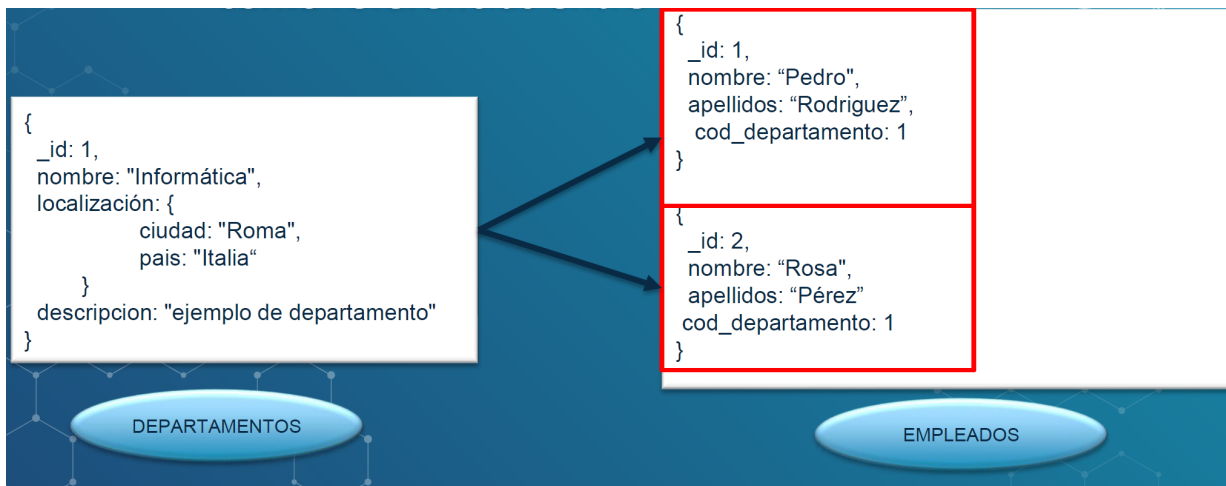 {
_id: 1,
nombre: "Informática",
localización: {
ciudad: "Roma",
pais: "Italia“
}
descripcion: "ejemplo de departamento"
}
DEPARTAMENTOS
{
_id: 1,
nombre: “Pedro",
apellidos: “Rodriguez”,
cod_departamento: 1
}
{
_id: 2,
nombre: “Rosa",
apellidos: “Pérez”
cod_departamento: 1
}
EMPLEADOS